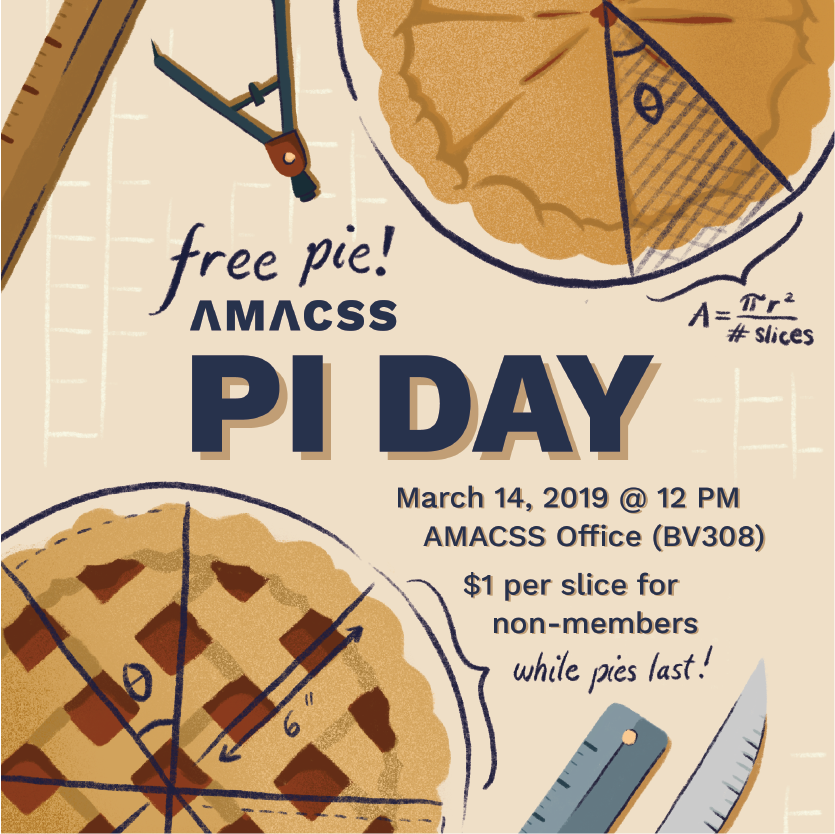 θ
free pie!
AMACSS
A = πr²
# slices
PI DAY
March 14, 2019 @ 12 PM
AMACSS Office (BV308)
$1 per slice for
non-members
while pies last!
θ
6"